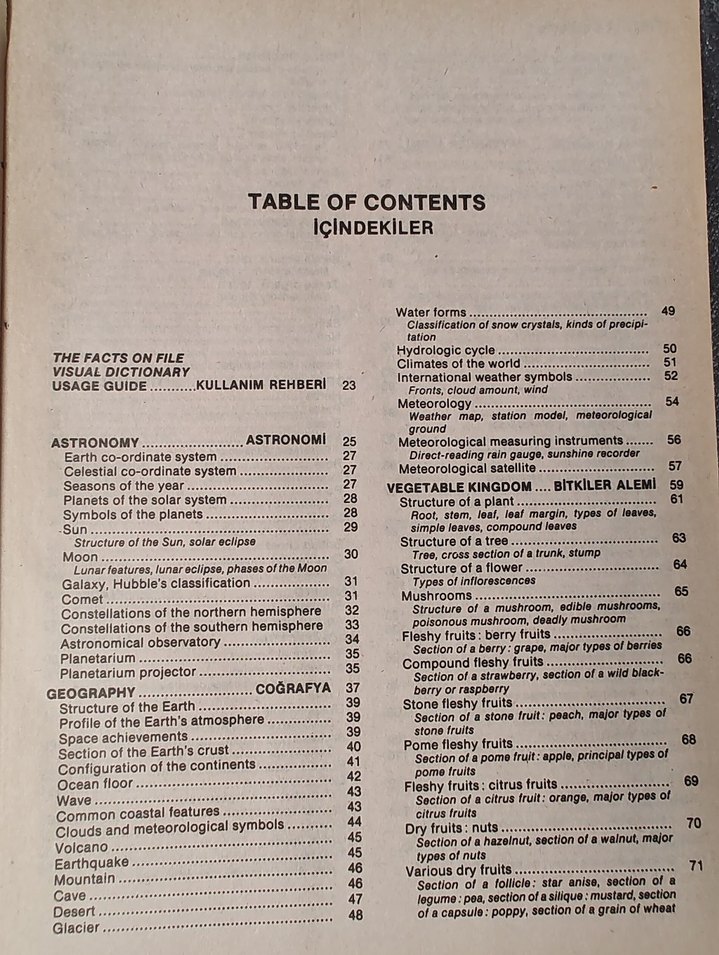 TABLE OF CONTENTS
İÇİNDEKİLER
THE FACTS ON FILE
VISUAL DICTIONARY
USAGE GUIDE ........... KULLANIM REHBERİ 23
ASTRONOMY ........................ ASTRONOMİ 25
Earth co-ordinate system ........................ 27
Celestial co-ordinate system .................... 27
Seasons of the year ............................. 27
Planets of the solar system ..................... 28
Symbols of the planets .......................... 28
Sun ............................................. 29
Structure of the Sun, solar eclipse
Moon ............................................ 30
Lunar features, lunar eclipse, phases of the Moon
Galaxy, Hubble's classification ................. 31
Comet ........................................... 31
Constellations of the northern hemisphere 32
Constellations of the southern hemisphere 33
Astronomical observatory ........................ 34
Planetarium ..................................... 35
Planetarium projector ........................... 35
GEOGRAPHY ........................... COĞRAFYA 37
Structure of the Earth .......................... 39
Profile of the Earth's atmosphere ............... 39
Space achievements .............................. 39
Section of the Earth's crust .................... 40
Configuration of the continents ................. 41
Ocean floor ..................................... 42
Wave ............................................ 43
Common coastal features ......................... 43
Clouds and meteorological symbols .......... 44
Volcano ......................................... 45
Earthquake ...................................... 45
Mountain ........................................ 46
Cave ............................................ 46
Desert .......................................... 47
Glacier ......................................... 48
Water forms ..................................... 49
Classification of snow crystals, kinds of precipi-
tation
Hydrologic cycle ................................ 50
Climates of the world ........................... 51
International weather symbols ................... 52
Fronts, cloud amount, wind
Meteorology ..................................... 54
Weather map, station model, meteorological
ground
Meteorological measuring instruments ....... 56
Direct-reading rain gauge, sunshine recorder
Meteorological satellite ........................ 57
VEGETABLE KINGDOM .... BİTKİLER ALEMİ 59
Structure of a plant ............................ 61
Root, stem, leaf, leaf margin, types of leaves,
simple leaves, compound leaves
Structure of a tree ............................. 63
Tree, cross section of a trunk, stump
Structure of a flower ........................... 64
Types of inflorescences
Mushrooms ....................................... 65
Structure of a mushroom, edible mushrooms,
poisonous mushroom, deadly mushroom
Fleshy fruits : berry fruits .................... 66
Section of a berry : grape, major types of berries
Compound fleshy fruits .......................... 66
Section of a strawberry, section of a wild black-
berry or raspberry
Stone fleshy fruits ............................. 67
Section of a stone fruit : peach, major types of
stone fruits
Pome fleshy fruits .............................. 68
Section of a pome fruit : apple, principal types of
pome fruits
Fleshy fruits : citrus fruits ................... 69
Section of a citrus fruit : orange, major types of
citrus fruits
Dry fruits : nuts ............................... 70
Section of a hazelnut, section of a walnut, major
types of nuts
Various dry fruits .............................. 71
Section of a follicle : star anise, section of a
legume : pea, section of a silique : mustard, section
of a capsule : poppy, section of a grain of wheat